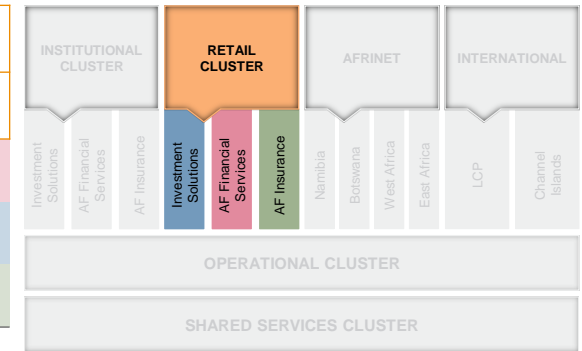 INSTITUTIONAL
CLUSTER
RETAIL
CLUSTER
AFRINET
INTERNATIONAL
Investment
Solutions
AF Financial
Services
AF Insurance
Investment
Solutions
AF Financial
Services
AF Insurance
Namibia
Botswana
West Africa
East Africa
LCP
Channel
Islands
OPERATIONAL CLUSTER
SHARED SERVICES CLUSTER